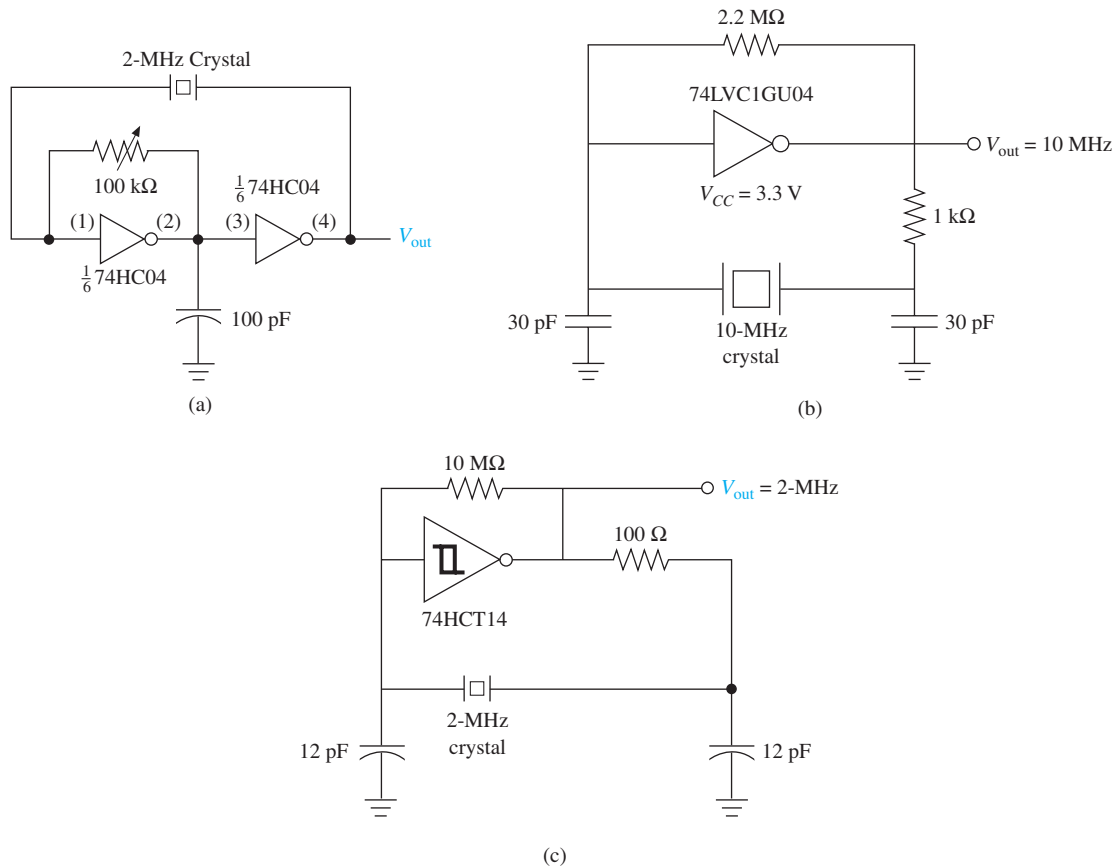 2-MHz Crystal
100 kΩ
1/6 74HC04
(1) (2) (3) (4)
V_out
1/6 74HC04
100 pF
(a)
2.2 MΩ
74LVC1GU04
V_out = 10 MHz
V_CC = 3.3 V
1 kΩ
30 pF
30 pF
10-MHz
crystal
(b)
10 MΩ
V_out = 2-MHz
100 Ω
74HCT14
2-MHz
crystal
12 pF
12 pF
(c)